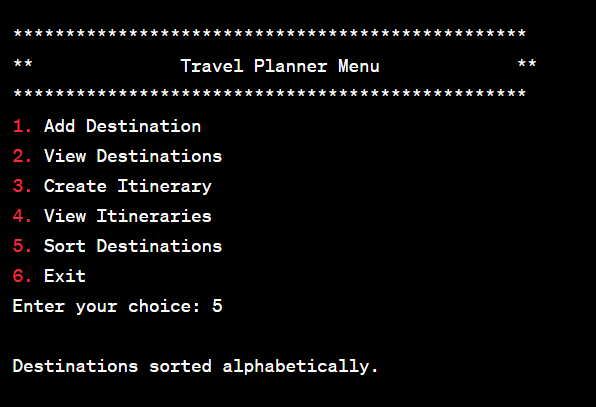 *************************************************
** Travel Planner Menu **
*************************************************
1. Add Destination
2. View Destinations
3. Create Itinerary
4. View Itineraries
5. Sort Destinations
6. Exit
Enter your choice: 5
Destinations sorted alphabetically.